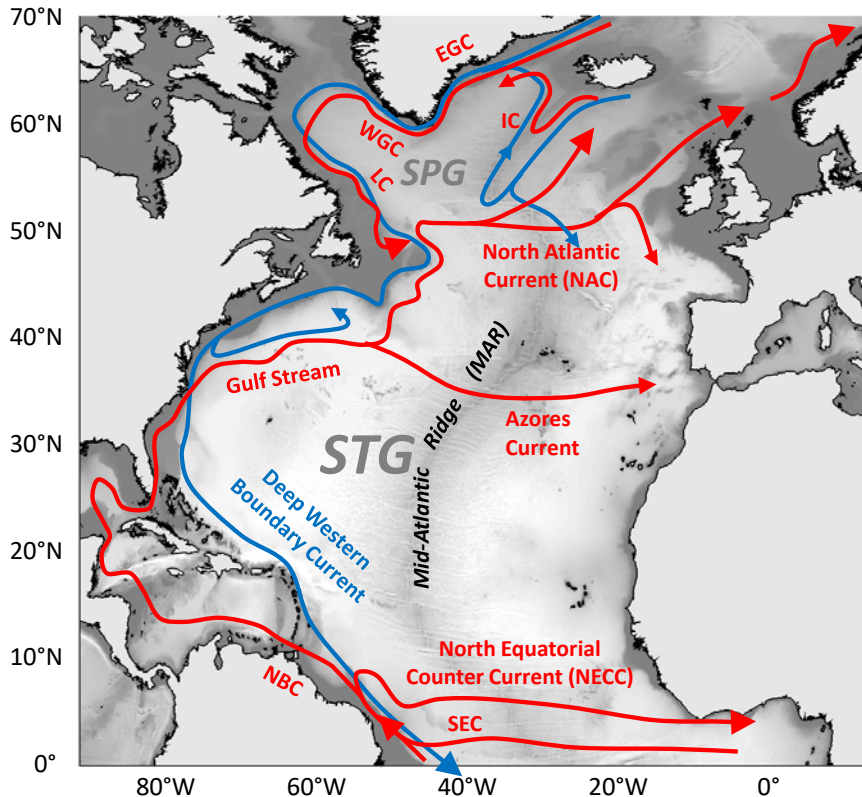 70°N
60°N
50°N
40°N
30°N
20°N
10°N
0°
EGC
IC
WGC
SPG
LC
North Atlantic
Current (NAC)
Gulf Stream
Mid-Atlantic Ridge (MAR)
Azores
Current
STG
Deep Western
Boundary Current
North Equatorial
Counter Current (NECC)
NBC
SEC
80°W
60°W
40°W
20°W
0°